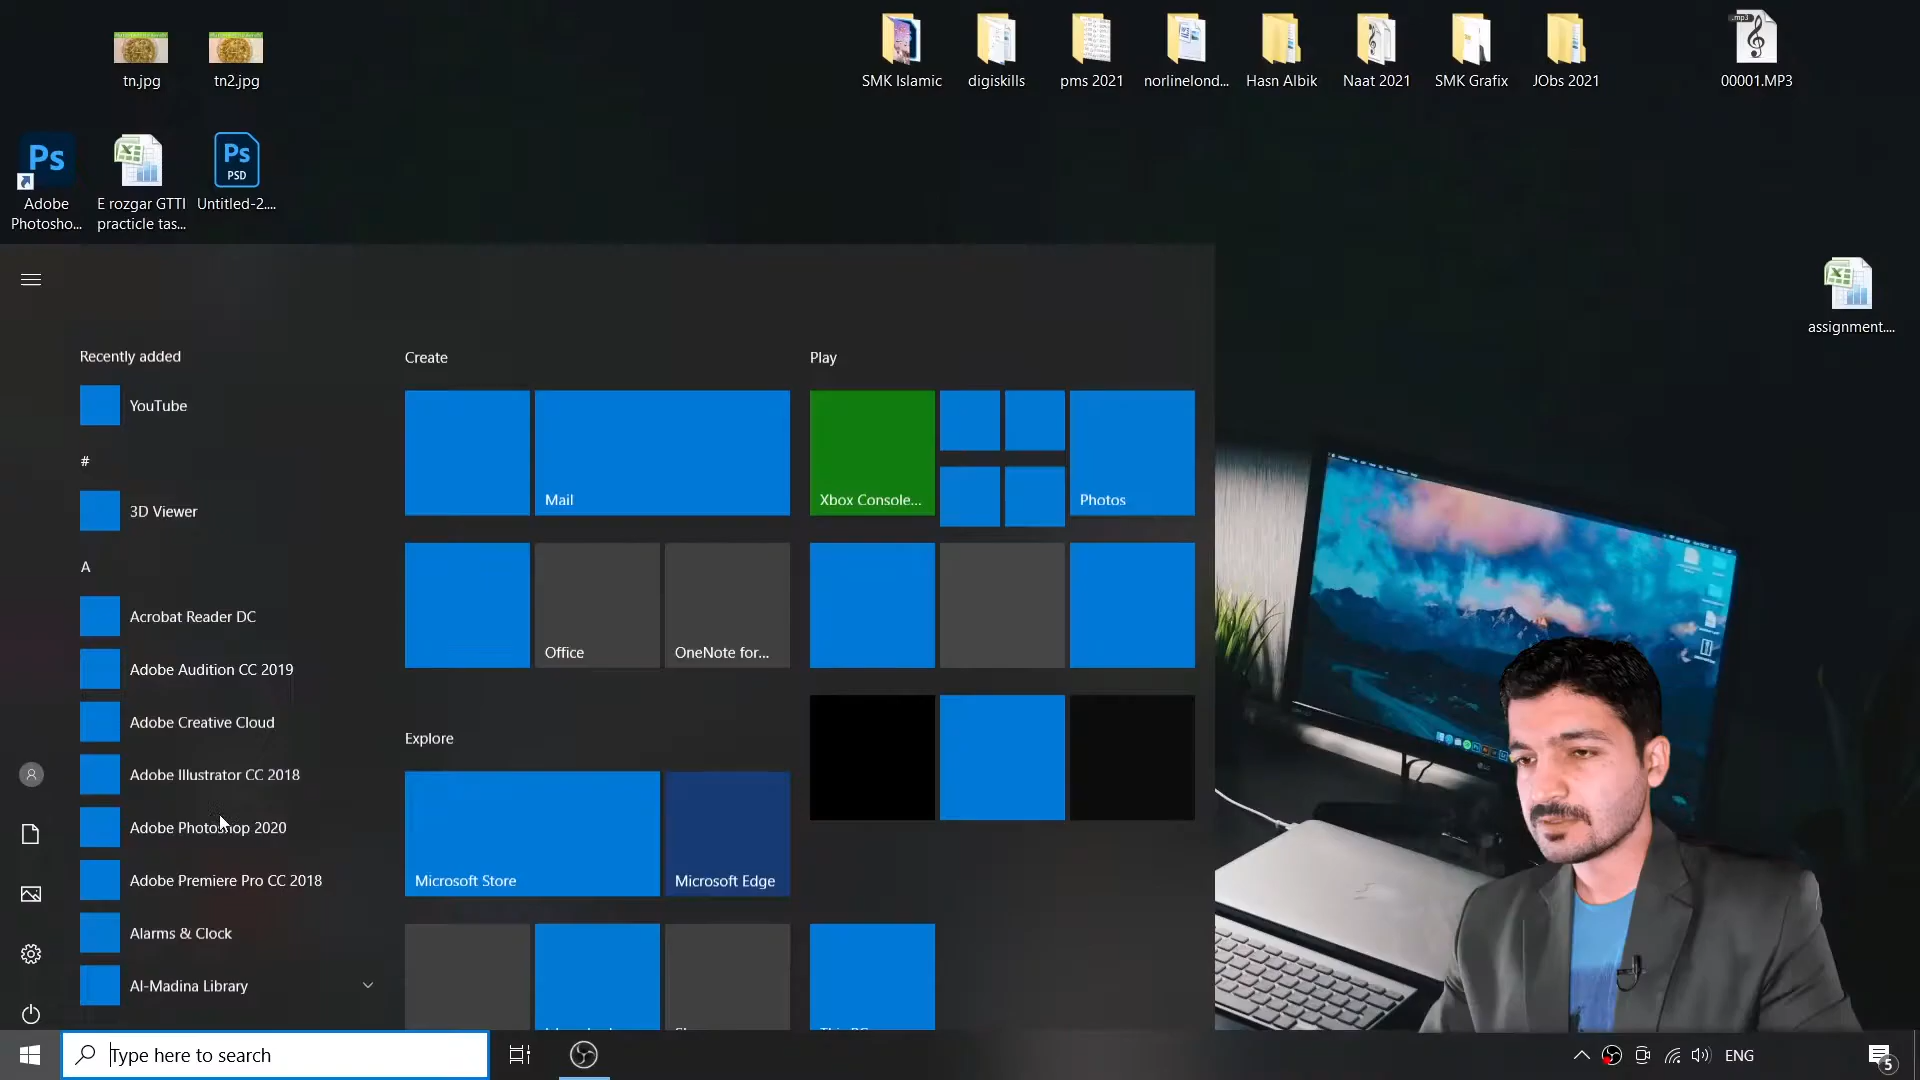 tn.jpg
tn2.jpg
SMK Islamic
digiskills
pms 2021
norlinelond...
Hasn Albik
Naat 2021
SMK Grafix
JObs 2021
.mp3
00001.MP3
Ps
Adobe
Photosho...
E rozgar GTTI
practicle tas...
Ps
PSD
Untitled-2....
assignment....
Recently added
YouTube
#
3D Viewer
A
Acrobat Reader DC
Adobe Audition CC 2019
Adobe Creative Cloud
Adobe Illustrator CC 2018
Adobe Photoshop 2020
Adobe Premiere Pro CC 2018
Alarms & Clock
Al-Madina Library
Create
Mail
Office
OneNote for...
Explore
Microsoft Store
Microsoft Edge
Play
Xbox Console...
Photos
Type here to search
ENG
5